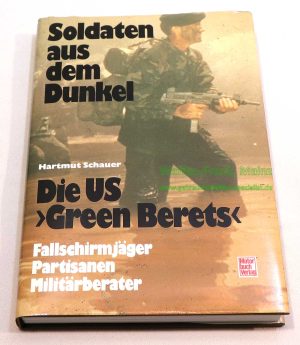 Soldaten
aus
dem
Dunkel
Hartmut Schauer
Die US
›Green Berets‹
Fallschirmjäger
Partisanen
Militärberater
Motor
buch
Verlag